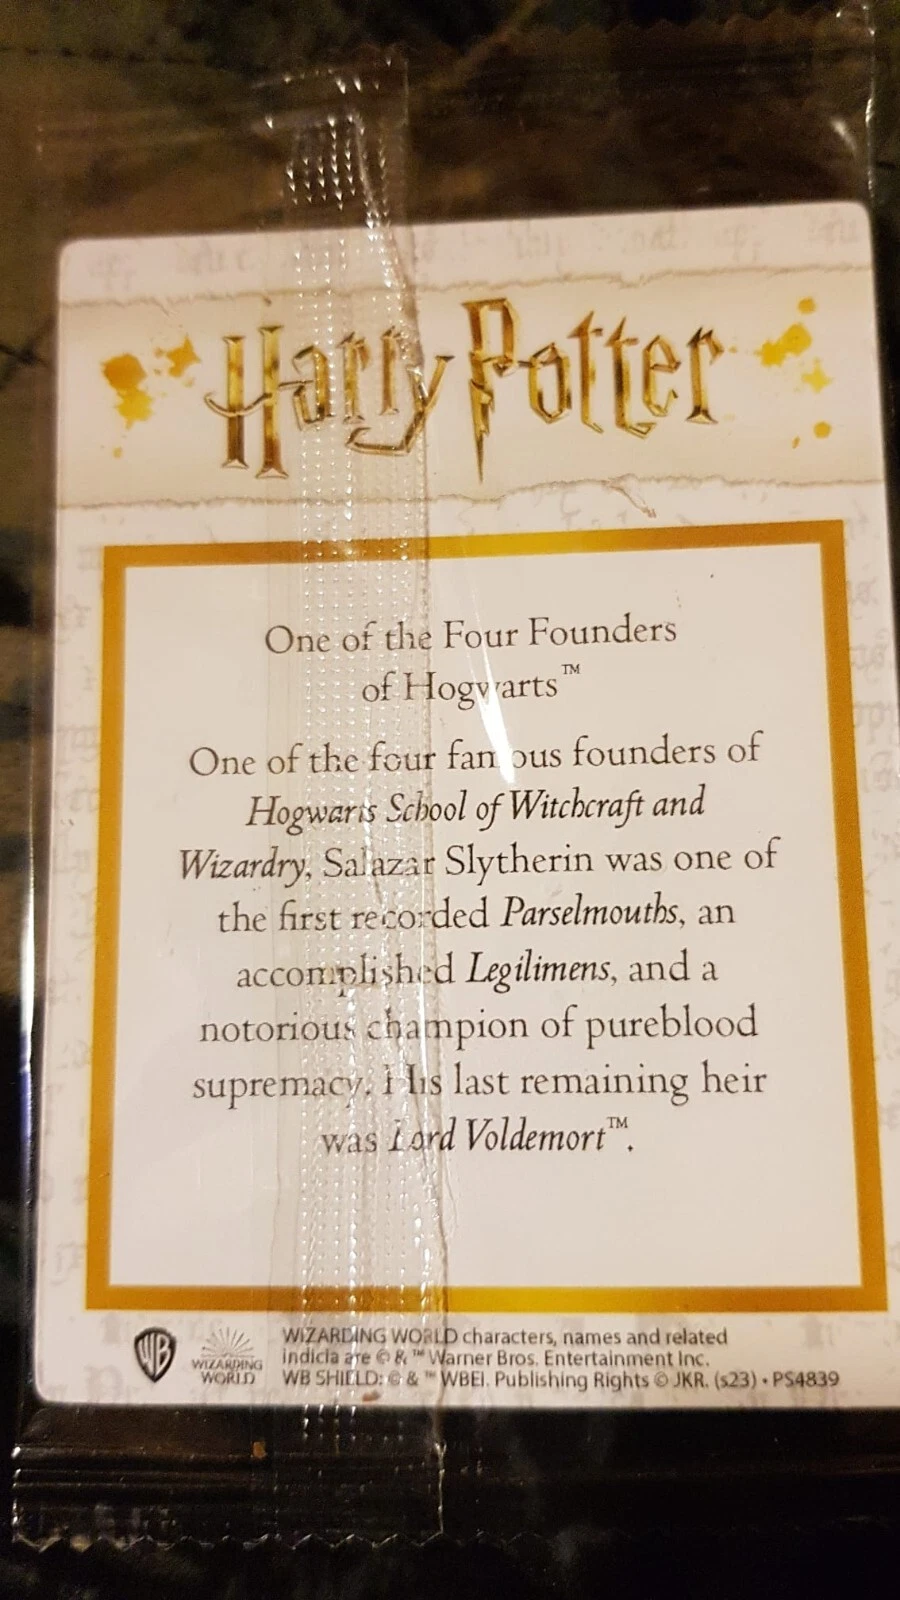 Harry Potter
One of the Four Founders
of Hogwarts™
One of the four famous founders of
Hogwarts School of Witchcraft and
Wizardry, Salazar Slytherin was one of
the first recorded Parselmouths, an
accomplished Legilimens, and a
notorious champion of pureblood
supremacy. His last remaining heir
was Lord Voldemort™.
WB
WIZARDING
WORLD
WIZARDING WORLD characters, names and related
indicia are © & ™ Warner Bros. Entertainment Inc.
WB SHIELD: © & ™ WBEI. Publishing Rights © JKR. (s23) • PS4839